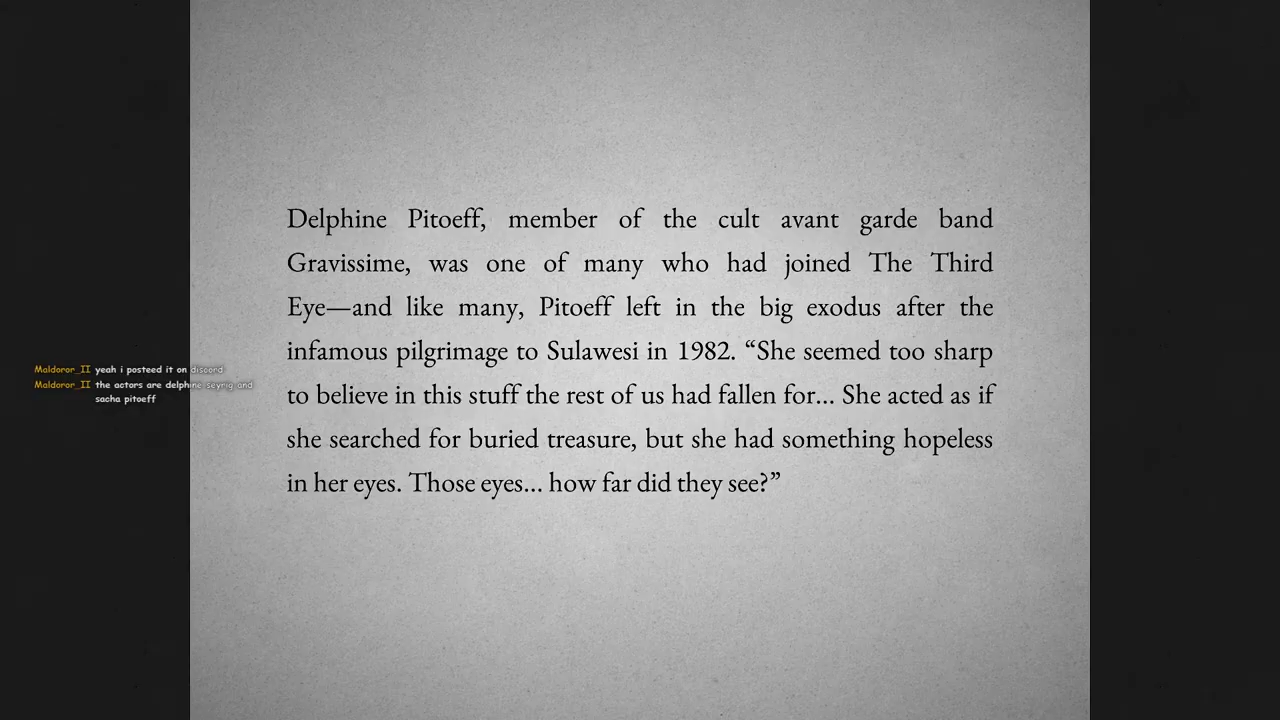 Delphine Pitoeff, member of the cult avant garde band
Gravissime, was one of many who had joined The Third
Eye—and like many, Pitoeff left in the big exodus after the
infamous pilgrimage to Sulawesi in 1982. “She seemed too sharp
to believe in this stuff the rest of us had fallen for... She acted as if
she searched for buried treasure, but she had something hopeless
in her eyes. Those eyes... how far did they see?”
Maldoror_II yeah i posteed it on discord
Maldoror_II the actors are delphine seyrig and
sacha pitoeff